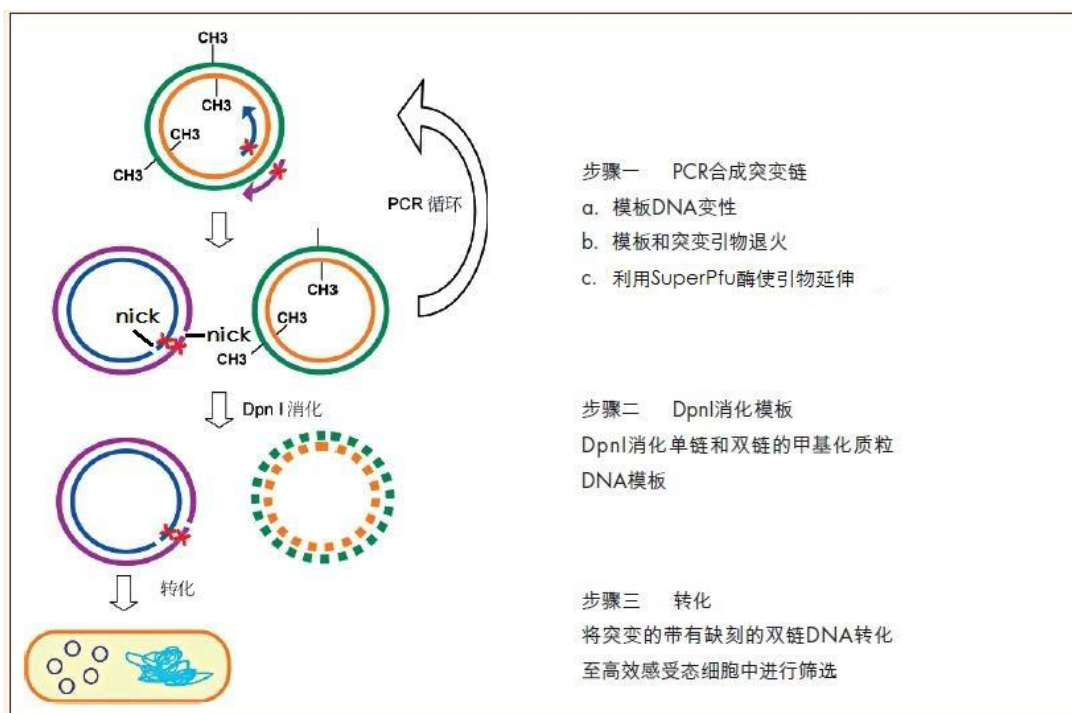 CH3
CH3
CH3
CH3
PCR 循环
nick
nick
CH3
CH3
CH3
Dpn I 消化
转化
步骤一 PCR合成突变链
a. 模板DNA变性
b. 模板和突变引物退火
c. 利用SuperPfu酶使引物延伸
步骤二 DpnI消化模板
DpnI消化单链和双链的甲基化质粒
DNA模板
步骤三 转化
将突变的带有缺刻的双链DNA转化
至高效感受态细胞中进行筛选